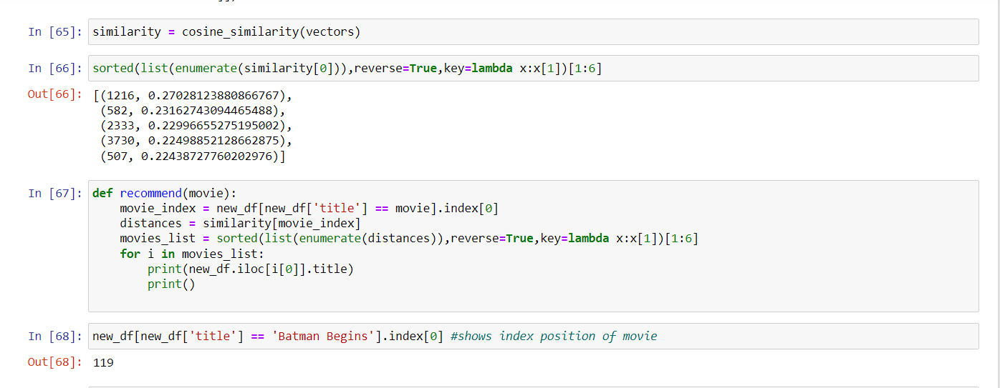 In [65]: similarity = cosine_similarity(vectors)
In [66]: sorted(list(enumerate(similarity[0])),reverse=True,key=lambda x:x[1])[1:6]
Out[66]: [(1216, 0.27028123880866767),
(582, 0.23162743094465488),
(2333, 0.22996655275195002),
(3730, 0.22498852128662875),
(507, 0.22438727760202976)]
In [67]: def recommend(movie):
    movie_index = new_df[new_df['title'] == movie].index[0]
    distances = similarity[movie_index]
    movies_list = sorted(list(enumerate(distances)),reverse=True,key=lambda x:x[1])[1:6]
    for i in movies_list:
        print(new_df.iloc[i[0]].title)
        print()
In [68]: new_df[new_df['title'] == 'Batman Begins'].index[0] #shows index position of movie
Out[68]: 119